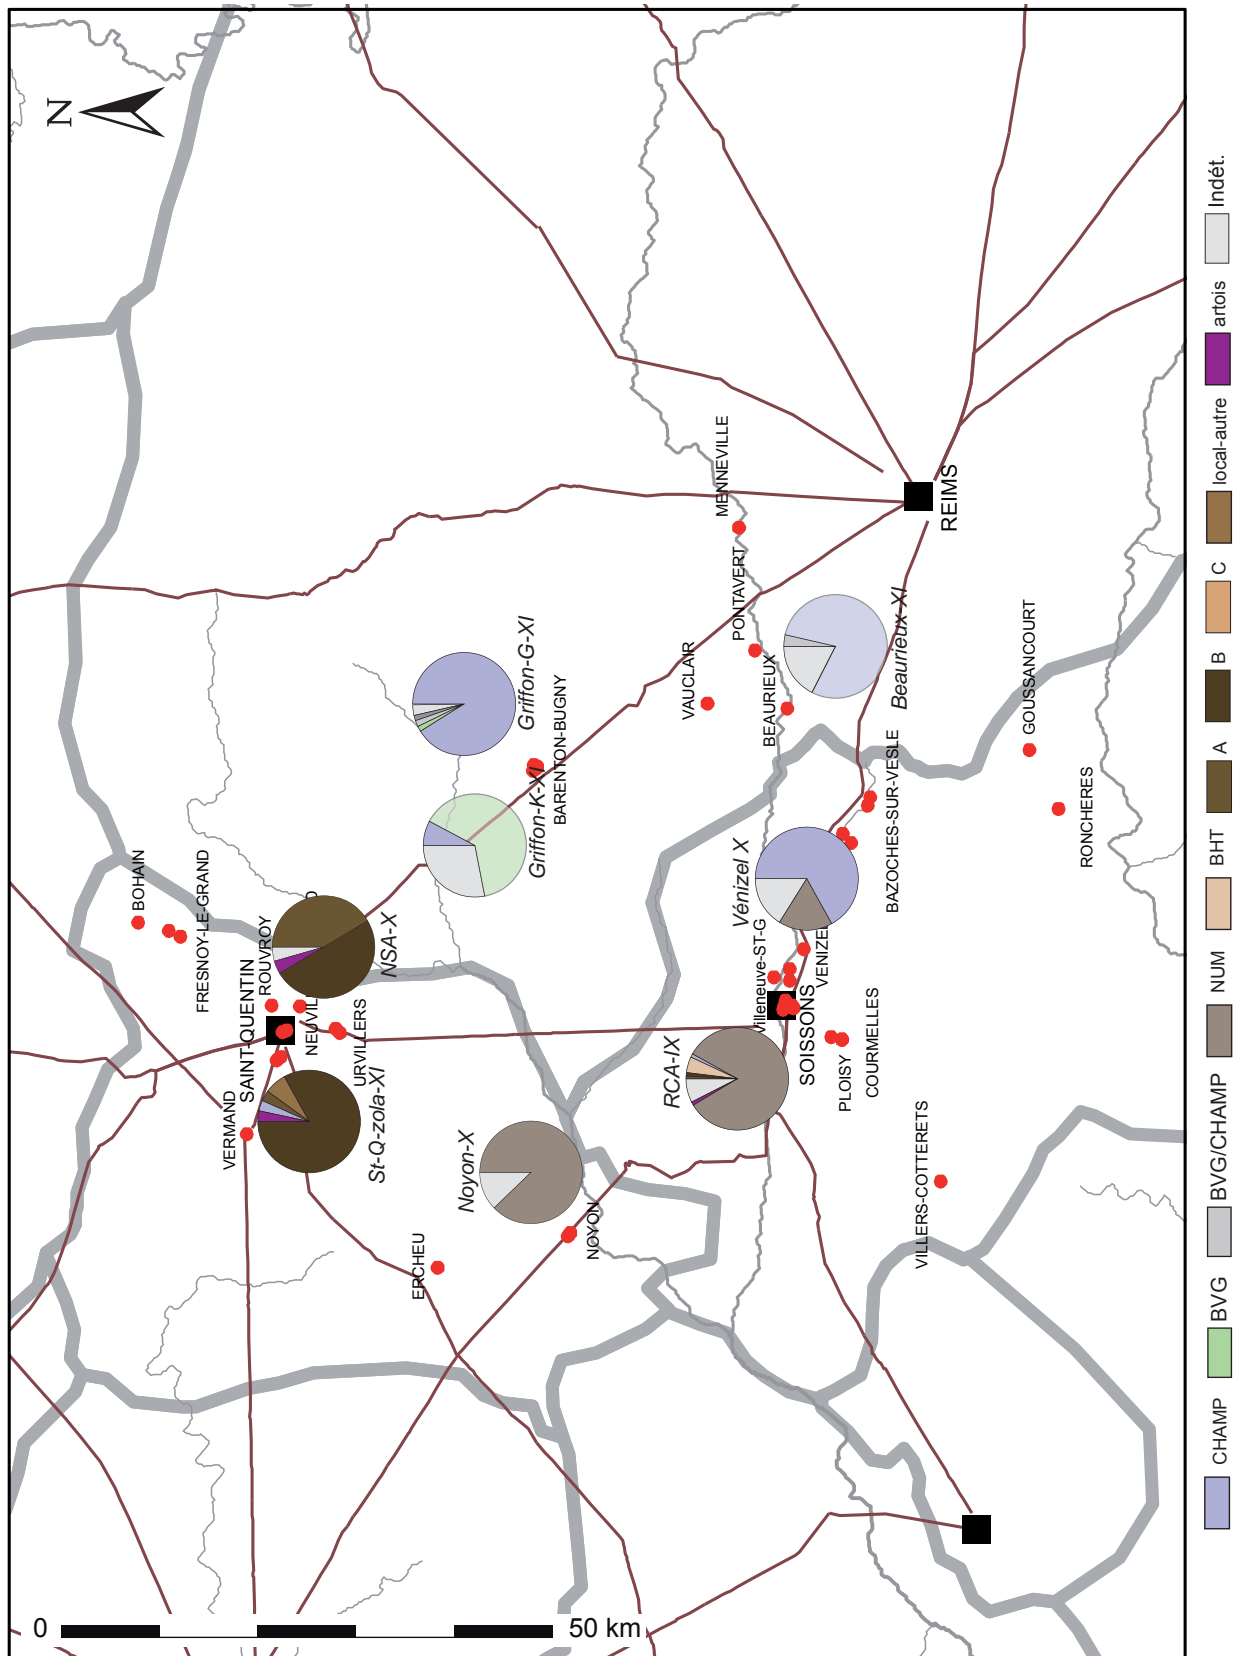 N
BOHAIN
FRESNOY-LE-GRAND
ROUVROY
SAINT-QUENTIN
VERMAND
URVILLERS
NSA-X
St-Q-zola-XI
Griffon-G-XI
BARENTON-BUGNY
Griffon-K-XI
ERCHEU
Noyon-X
NOYON
MENNEVILLE
PONTAVERT
VAUCLAIR
BEAURIEUX
Beaurieux-XI
REIMS
Vénizel X
BAZOCHES-SUR-VESLE
Villeneuve-ST-G
SOISSONS
RCA-IX
PLOISY
COURMELLES
GOUSSANCOURT
RONCHERES
VILLERS-COTTERETS
0 50 km
CHAMP BVG BVG/CHAMP NUM BHT A B C local-autre artois Indét.